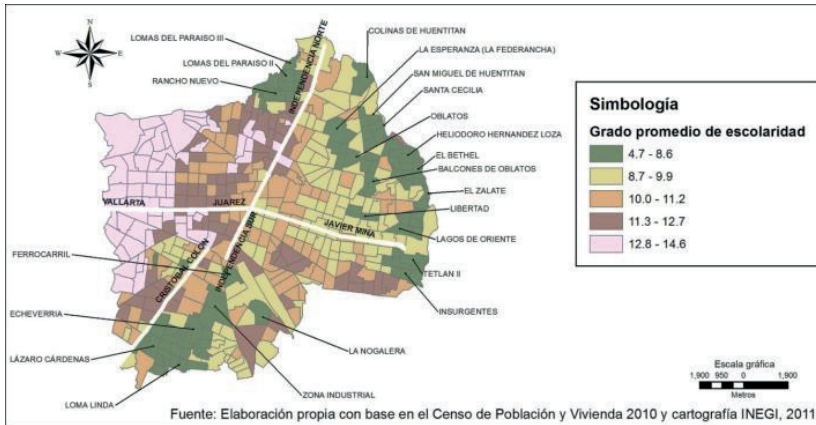 N
W E
S
LOMAS DEL PARAISO III
LOMAS DEL PARAISO II
RANCHO NUEVO
INDEPENDENCIA NORTE
COLINAS DE HUENTITAN
LA ESPERANZA (LA FEDERANCHA)
SAN MIGUEL DE HUENTITAN
SANTA CECILIA
OBLATOS
HELIODORO HERNANDEZ LOZA
EL BETHEL
BALCONES DE OBLATOS
EL ZALATE
LIBERTAD
LAGOS DE ORIENTE
TETLAN II
INSURGENTES
VALLARTA
JUAREZ
JAVIER MINA
INDEPENDENCIA SUR
CRISTOBAL COLON
FERROCARRIL
ECHEVERRIA
LÁZARO CÁRDENAS
LOMA LINDA
LA NOGALERA
ZONA INDUSTRIAL
Simbología
Grado promedio de escolaridad
4.7 - 8.6
8.7 - 9.9
10.0 - 11.2
11.3 - 12.7
12.8 - 14.6
Escala gráfica
1,900 950 0 1,900
Metros
Fuente: Elaboración propia con base en el Censo de Población y Vivienda 2010 y cartografía INEGI, 2011